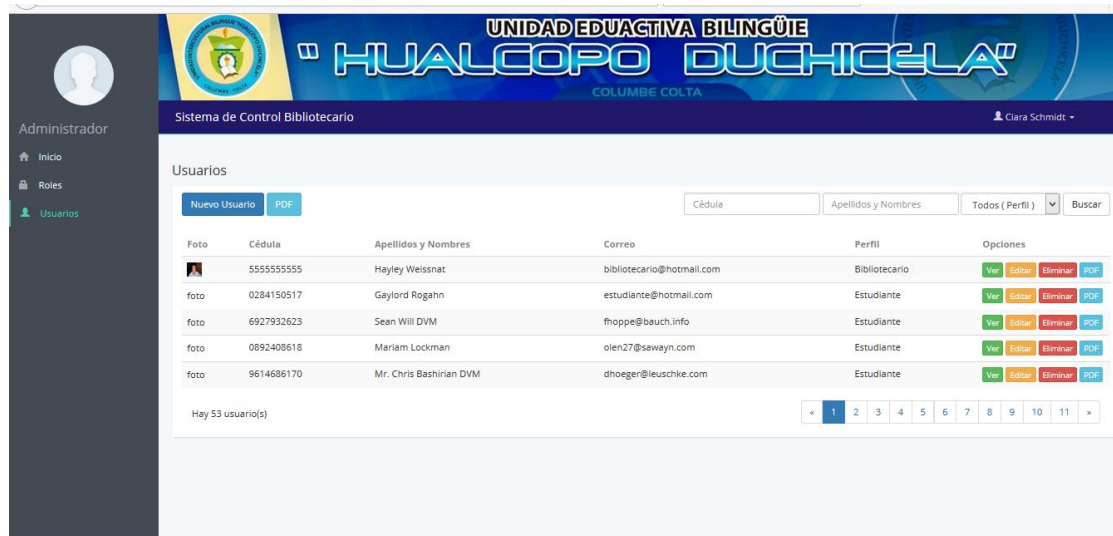 UNIDAD EDUACTIVA BILINGÜIE
" HUALCOPO DUCHICELA"
COLUMBE COLTA
Sistema de Control Bibliotecario
Clara Schmidt
Administrador
Inicio
Roles
Usuarios
Usuarios
Nuevo Usuario PDF Cédula Apellidos y Nombres Todos ( Perfil ) Buscar
Foto Cédula Apellidos y Nombres Correo Perfil Opciones
5555555555 Hayley Weissnat bibliotecario@hotmail.com Bibliotecario Ver Editar Eliminar PDF
foto 0284150517 Gaylord Rogahn estudiante@hotmail.com Estudiante Ver Editar Eliminar PDF
foto 6927932623 Sean Will DVM fhoppe@bauch.info Estudiante Ver Editar Eliminar PDF
foto 0892408618 Mariam Lockman olen27@sawayn.com Estudiante Ver Editar Eliminar PDF
foto 9614686170 Mr. Chris Bashirian DVM dhoeger@leuschke.com Estudiante Ver Editar Eliminar PDF
Hay 53 usuario(s) « 1 2 3 4 5 6 7 8 9 10 11 »